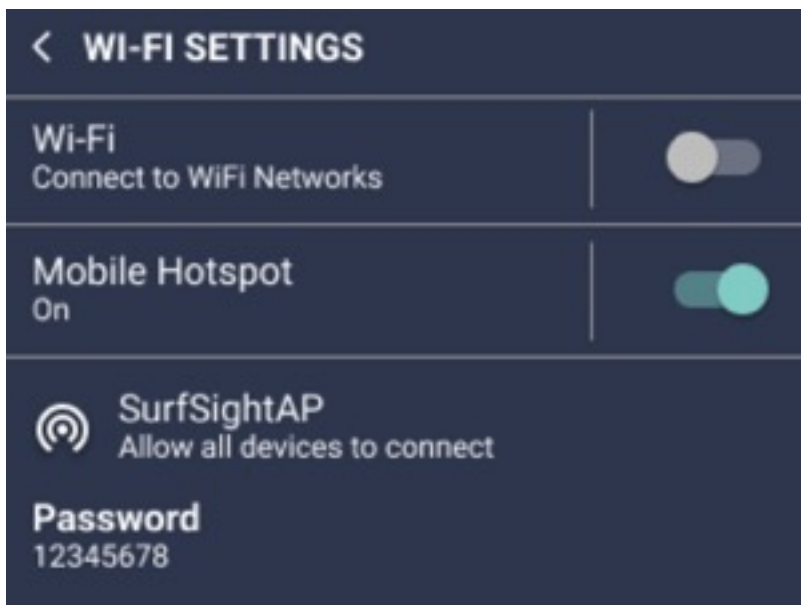 WI-FI SETTINGS
Wi-Fi
Connect to WiFi Networks
Mobile Hotspot
On
SurfSightAP
Allow all devices to connect
Password
12345678